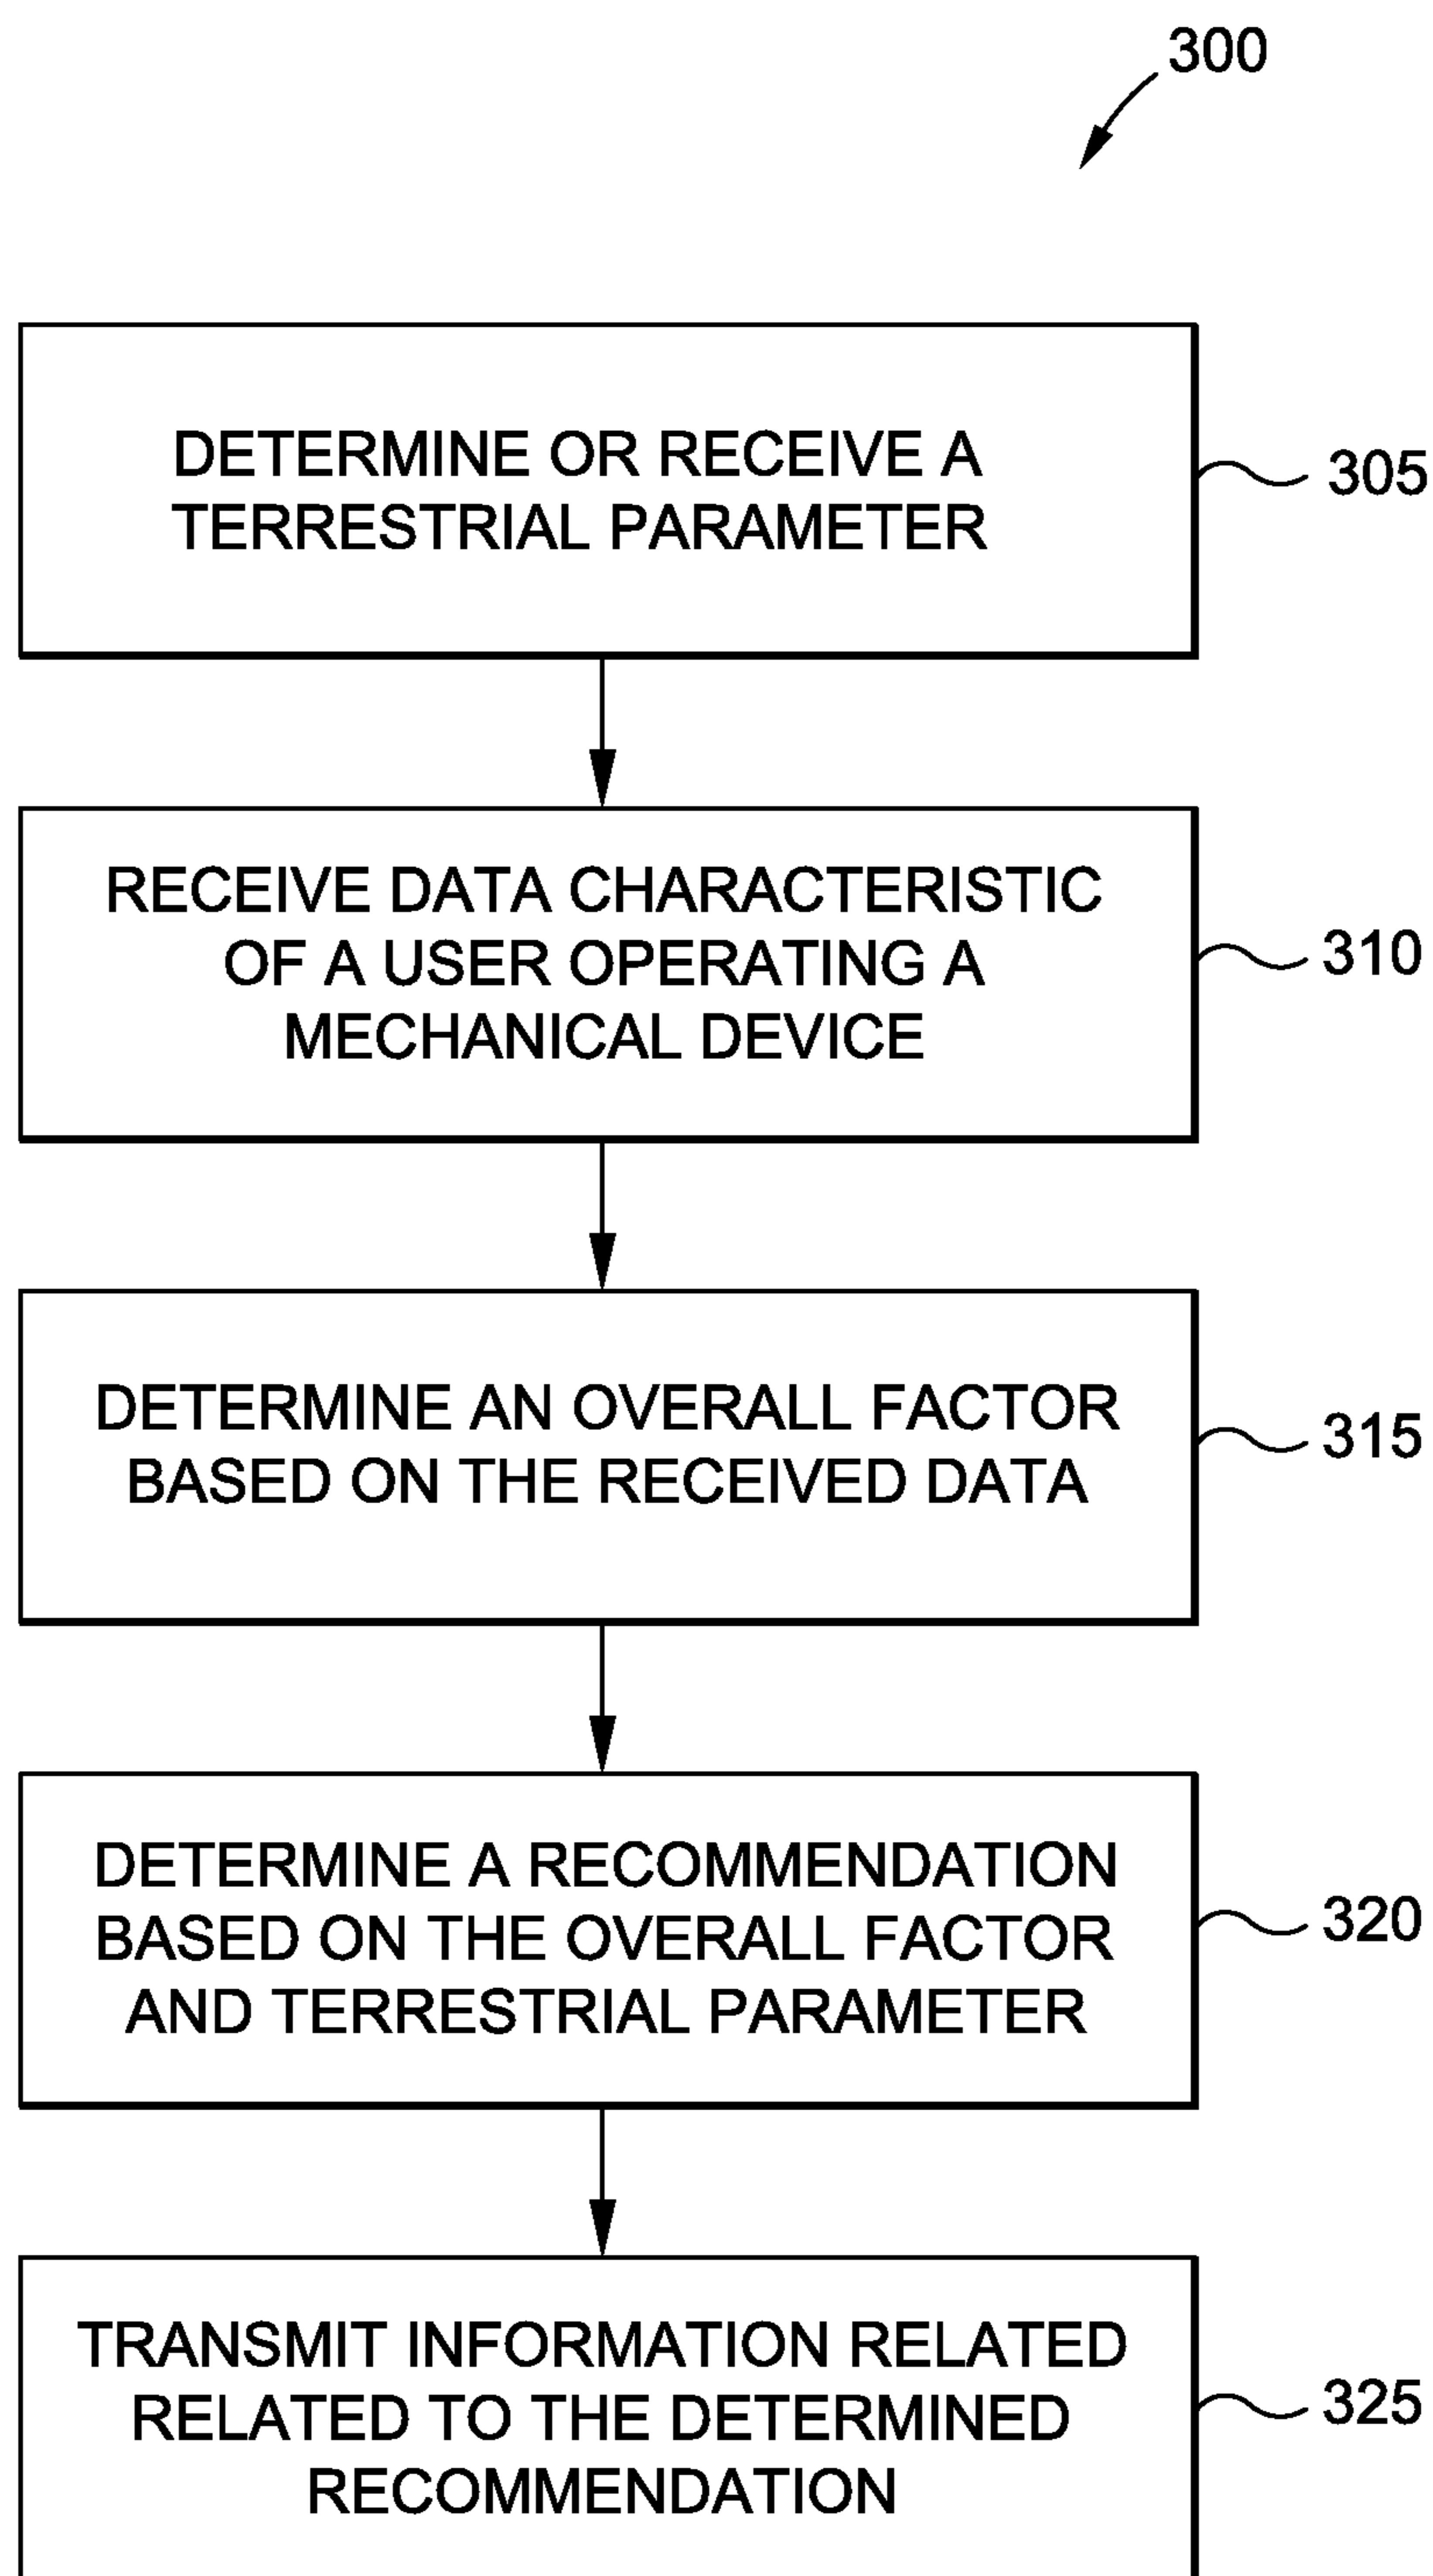 300
DETERMINE OR RECEIVE A
TERRESTRIAL PARAMETER
305
RECEIVE DATA CHARACTERISTIC
OF A USER OPERATING A
MECHANICAL DEVICE
310
DETERMINE AN OVERALL FACTOR
BASED ON THE RECEIVED DATA
315
DETERMINE A RECOMMENDATION
BASED ON THE OVERALL FACTOR
AND TERRESTRIAL PARAMETER
320
TRANSMIT INFORMATION RELATED
RELATED TO THE DETERMINED
RECOMMENDATION
325